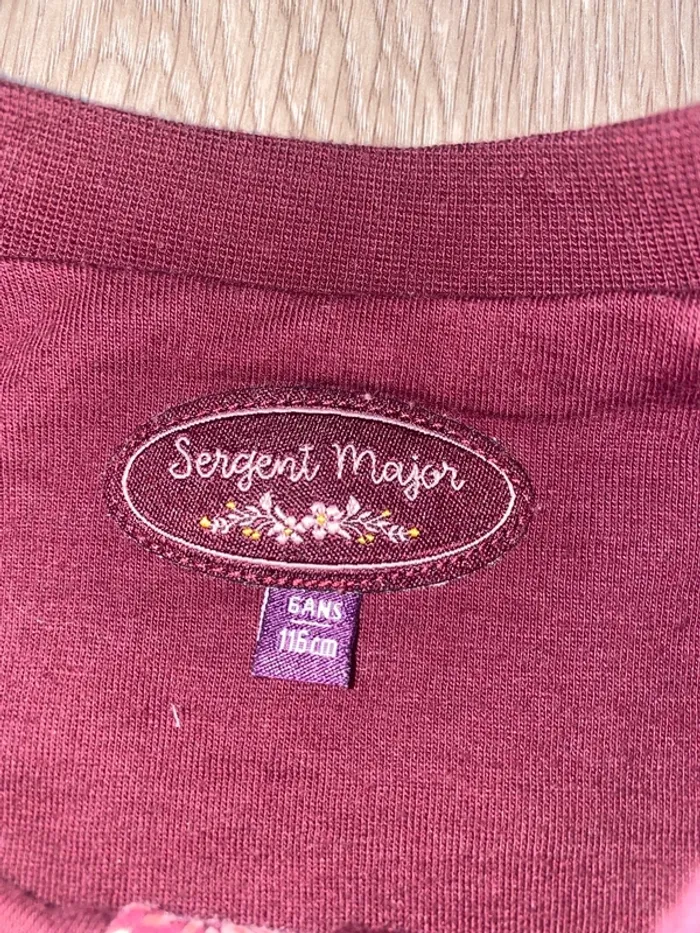 Sergent Major
6ANS
116cm